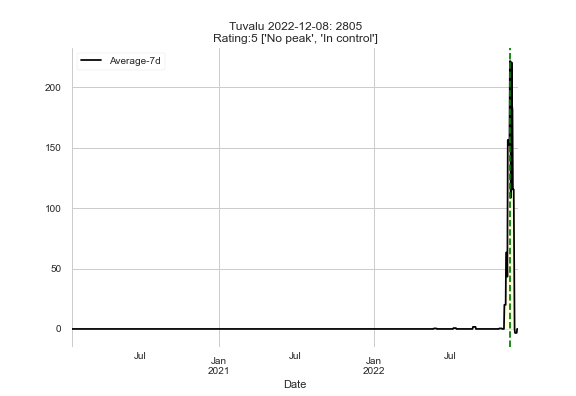 Tuvalu 2022-12-08: 2805
Rating:5 ['No peak', 'In control']
Average-7d
200
150
100
50
0
Jul
Jan
2021
Jul
Jan
2022
Jul
Date